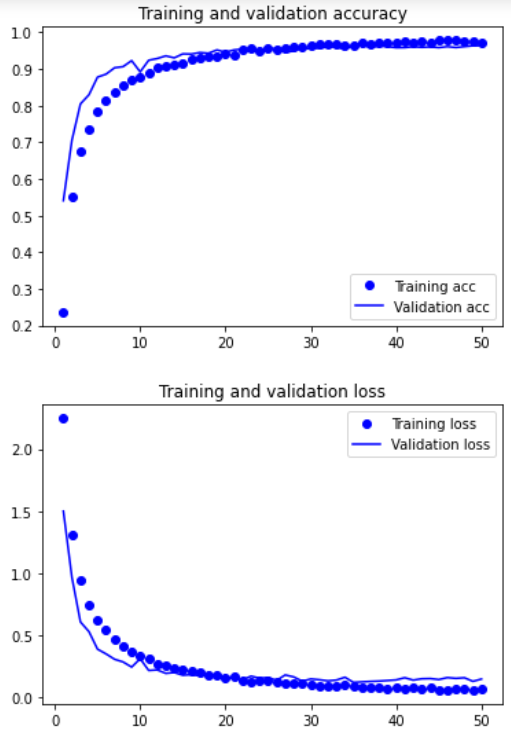 Training and validation accuracy
1.0
0.9
0.8
0.7
0.6
0.5
0.4
0.3
0.2
Training acc
Validation acc
0 10 20 30 40 50
Training and validation loss
Training loss
Validation loss
2.0
1.5
1.0
0.5
0.0
0 10 20 30 40 50